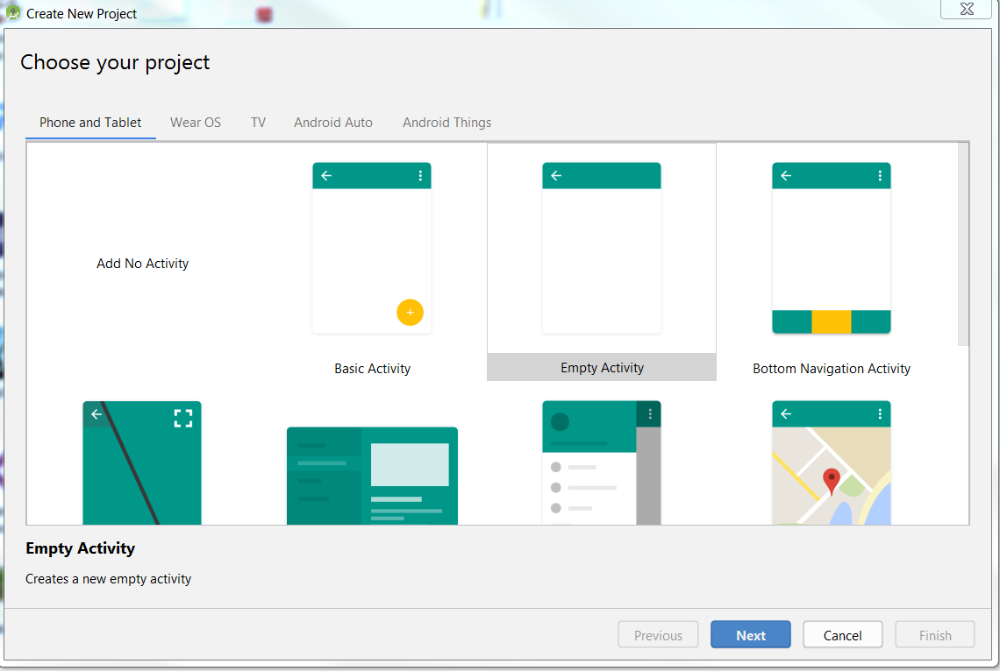 Create New Project
Choose your project
Phone and Tablet Wear OS TV Android Auto Android Things
Add No Activity
Basic Activity
Empty Activity
Bottom Navigation Activity
Empty Activity
Creates a new empty activity
Previous Next Cancel Finish